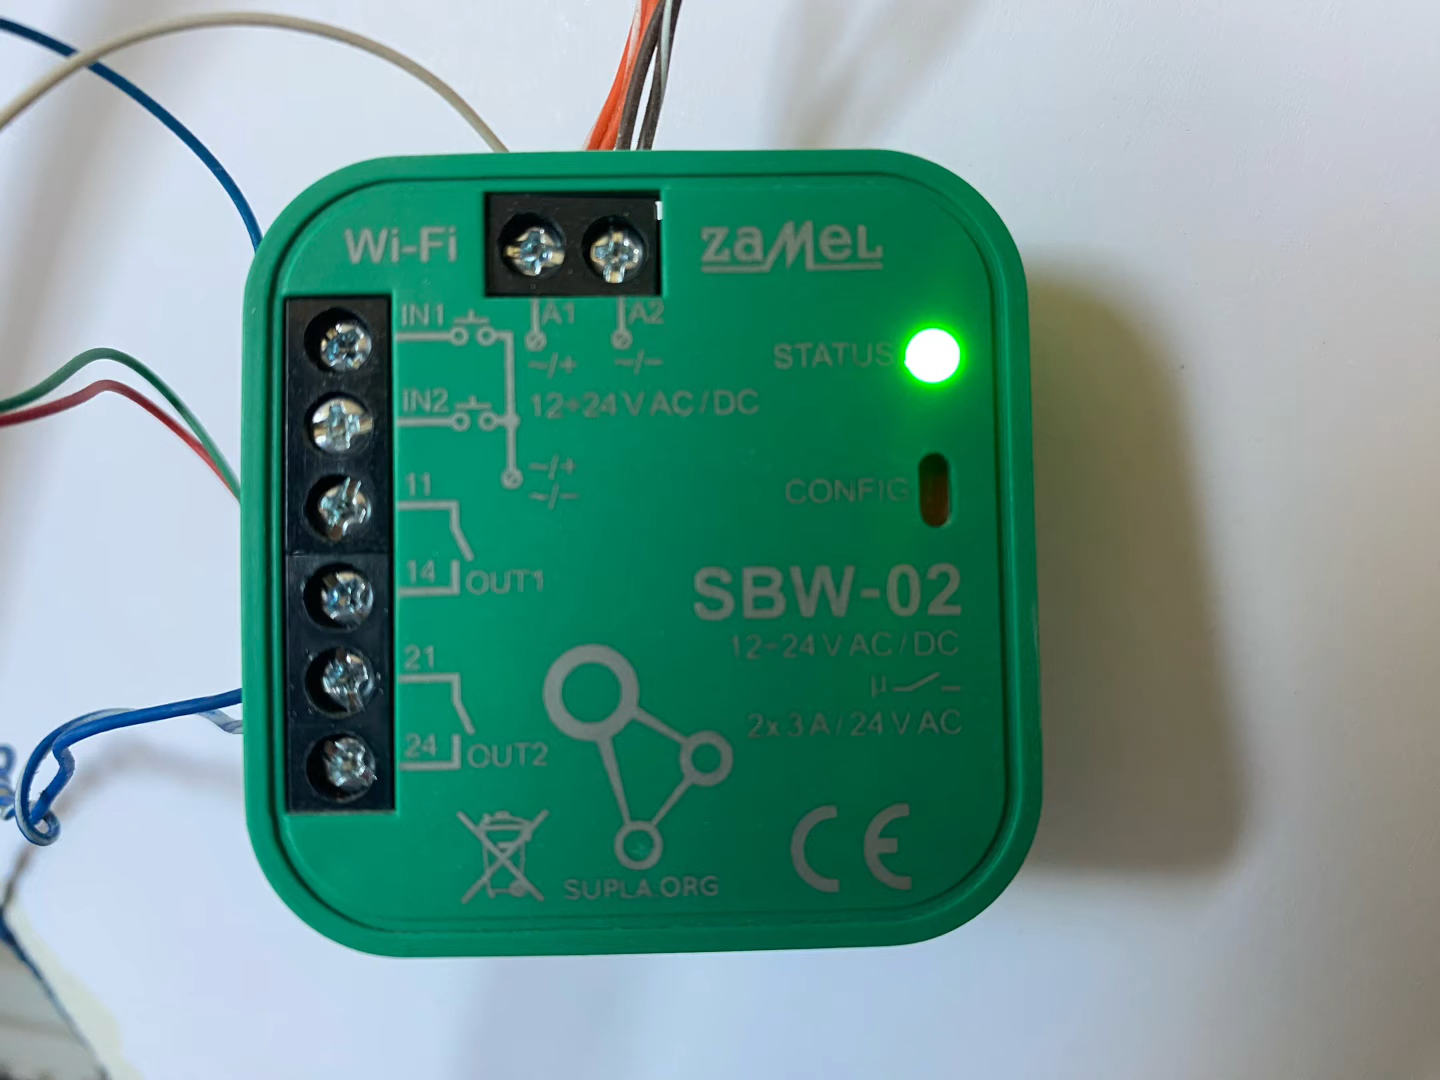 Wi-Fi
zaMeL
IN1
A1
A2
~/+
~/−
STATUS
IN2
12÷24 V AC / DC
~/+
~/−
11
CONFIG
14
OUT1
SBW-02
12÷24 V AC / DC
21
µ
2x 3 A / 24 V AC
24
OUT2
CE
SUPLA.ORG